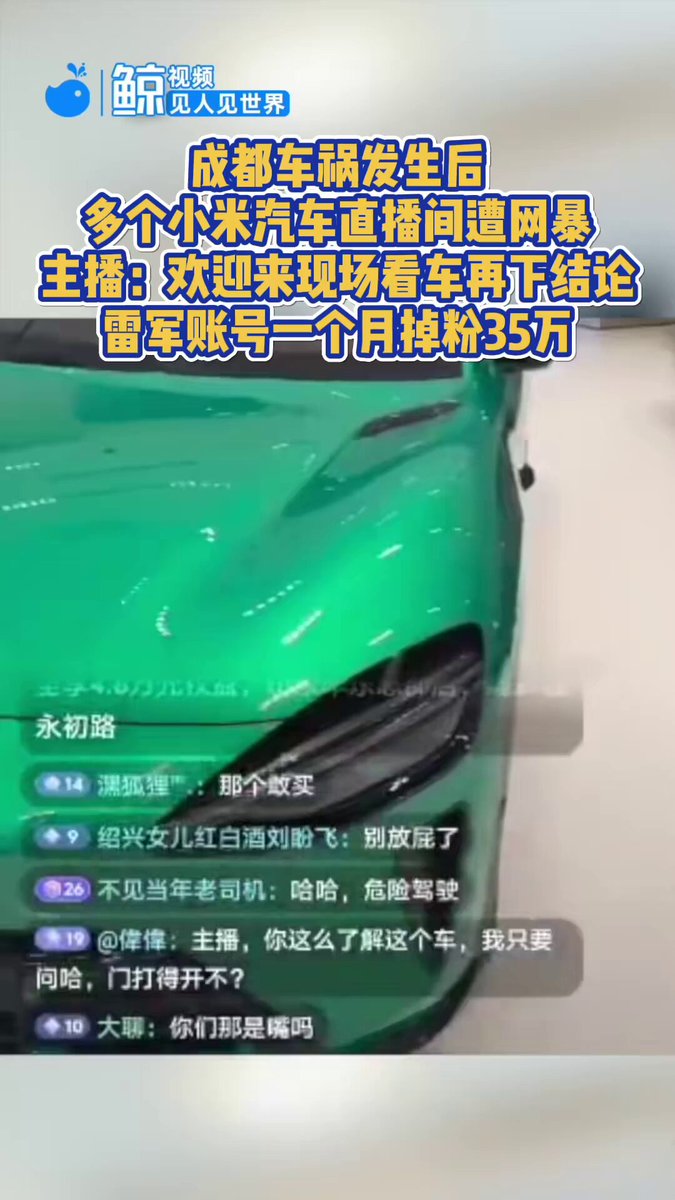 鲸视频
见人见世界
成都车祸发生后
多个小米汽车直播间遭网暴
主播：欢迎来现场看车再下结论
雷军账号一个月掉粉35万
永初路
14 漯狐狸™.：那个敢买
9 绍兴女儿红白酒刘盼飞：别放屁了
26 不见当年老司机：哈哈，危险驾驶
19 @偉偉：主播，你这么了解这个车，我只要
问哈，门打得开不？
10 大聊：你们那是嘴吗